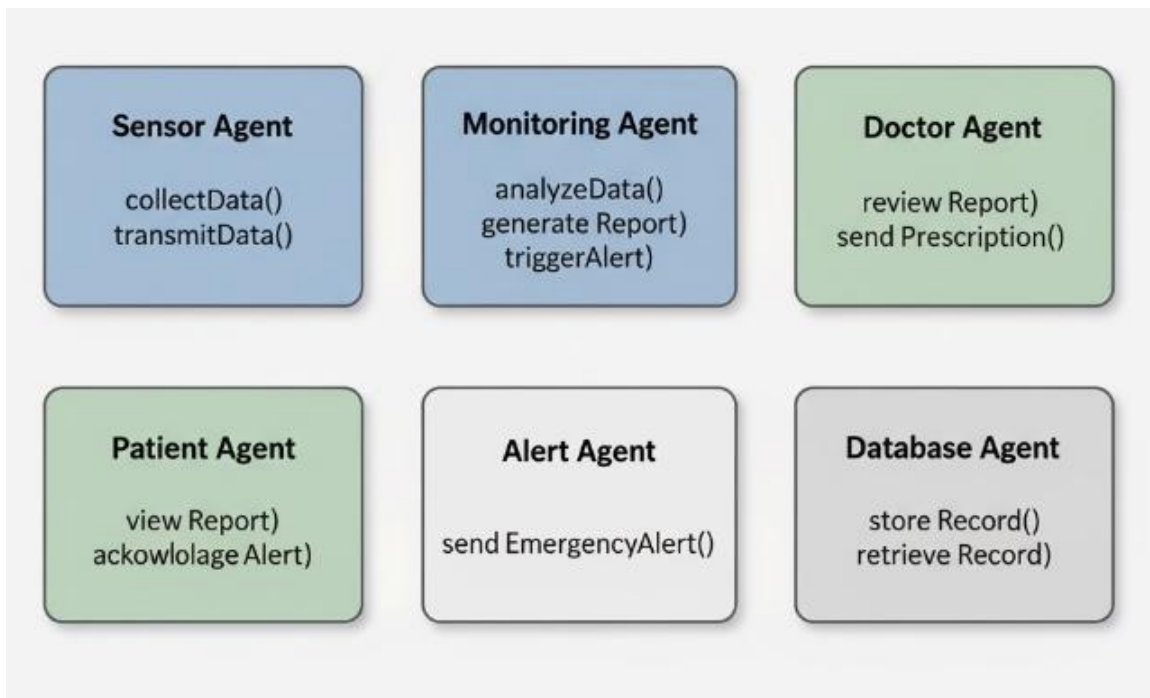 Sensor Agent
collectData()
transmitData()
Monitoring Agent
analyzeData()
generate Report)
triggerAlert)
Doctor Agent
review Report)
send Prescription()
Patient Agent
view Report)
ackowlolage Alert)
Alert Agent
send EmergencyAlert()
Database Agent
store Record()
retrieve Record)